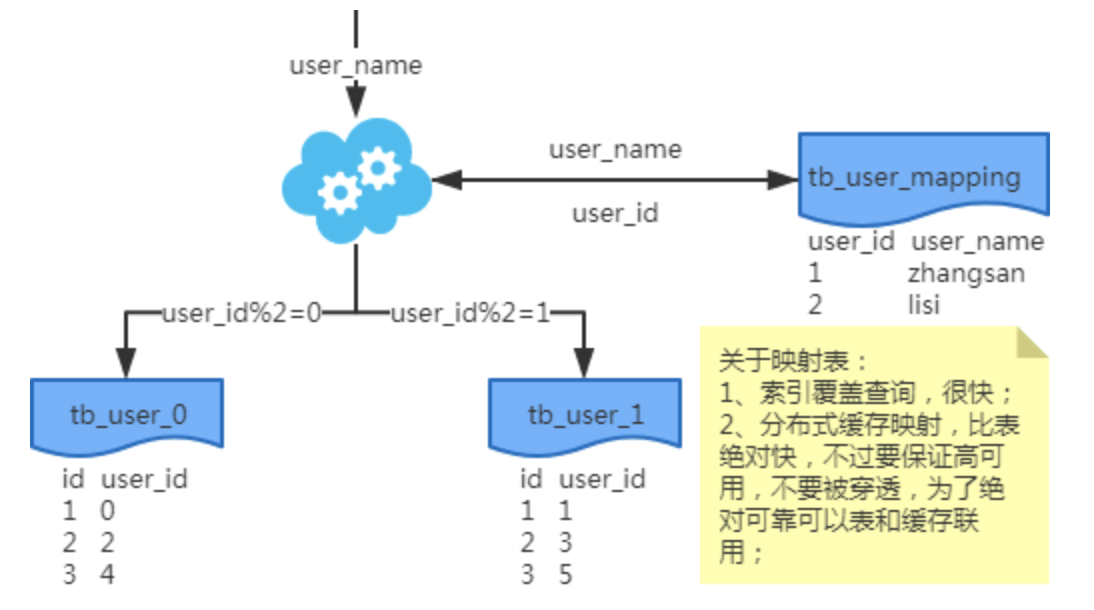 user_name
user_name
user_id
tb_user_mapping
user_id user_name
1 zhangsan
2 lisi
user_id%2=0
user_id%2=1
tb_user_0
id user_id
1 0
2 2
3 4
tb_user_1
id user_id
1 1
2 3
3 5
关于映射表：
1、索引覆盖查询，很快；
2、分布式缓存映射，比表
绝对快，不过要保证高可
用，不要被穿透，为了绝
对可靠可以表和缓存联
用；